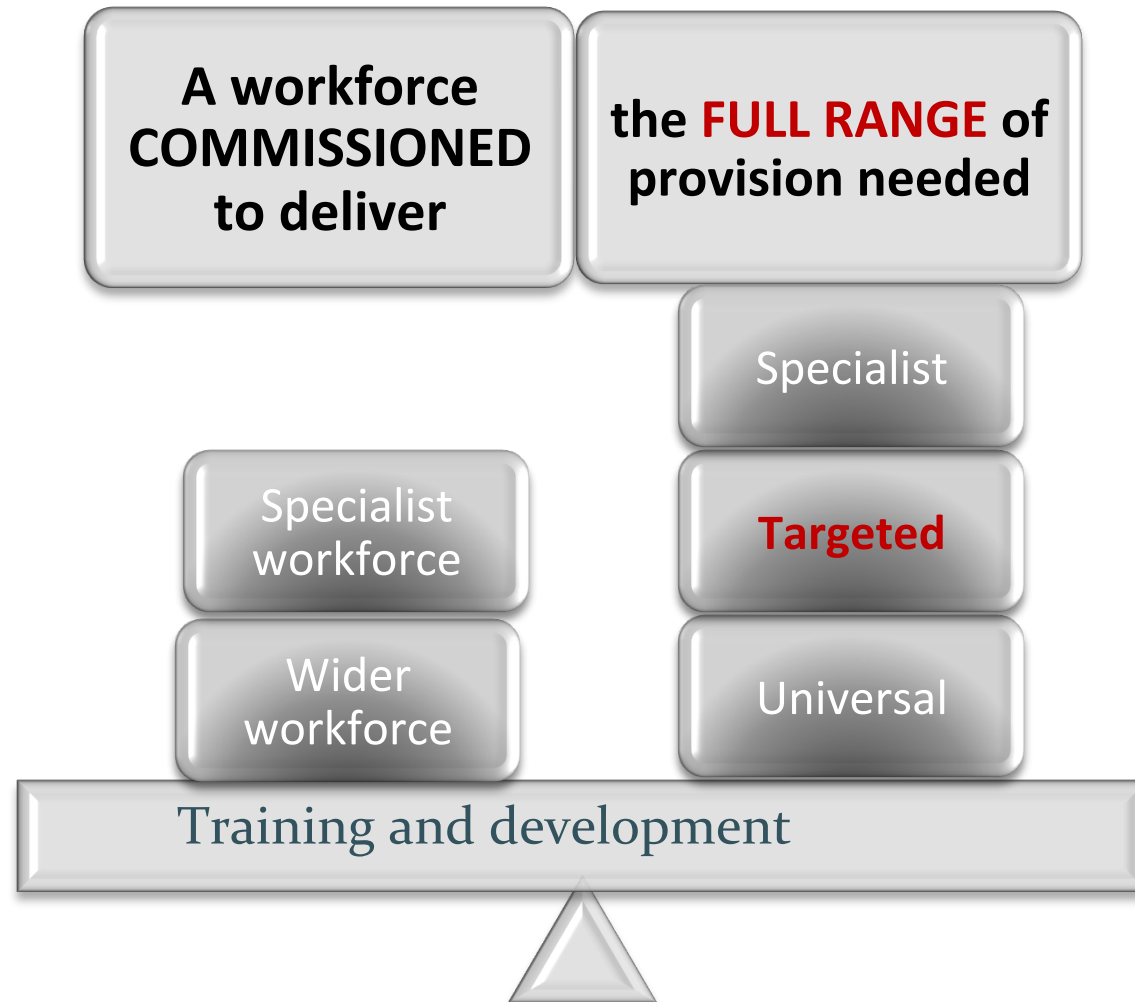 A workforce
COMMISSIONED
to deliver
the FULL RANGE of
provision needed
Specialist
Specialist
workforce
Targeted
Wider
workforce
Universal
Training and development